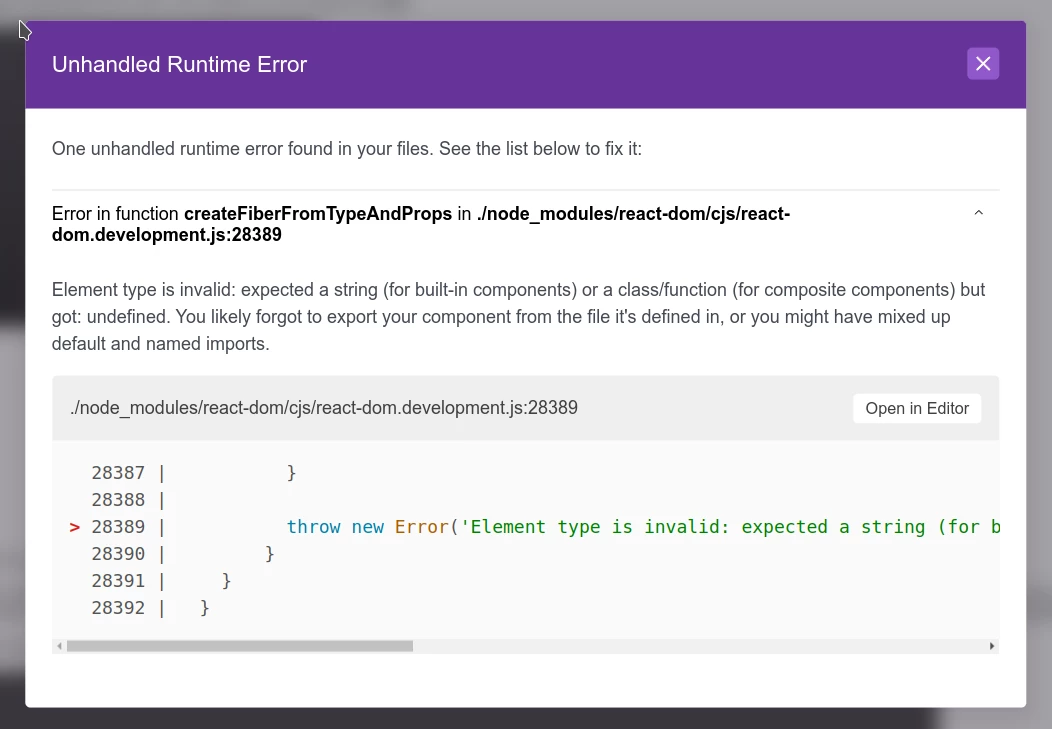 Unhandled Runtime Error
One unhandled runtime error found in your files. See the list below to fix it:
Error in function createFiberFromTypeAndProps in ./node_modules/react-
dom.development.js:28389
Element type is invalid: expected a string (for built-in components) or a class/function (for composite components) but
got: undefined. You likely forgot to export your component from the file it's defined in, or you might have mixed up
default and named imports.
./node_modules/react-dom/cjs/react-dom.development.js:28389
Open in Editor
28387 |           }
28388 |
> 28389 |           throw new Error('Element type is invalid: expected a string (for b
28390 |         }
28391 |     }
28392 |   }